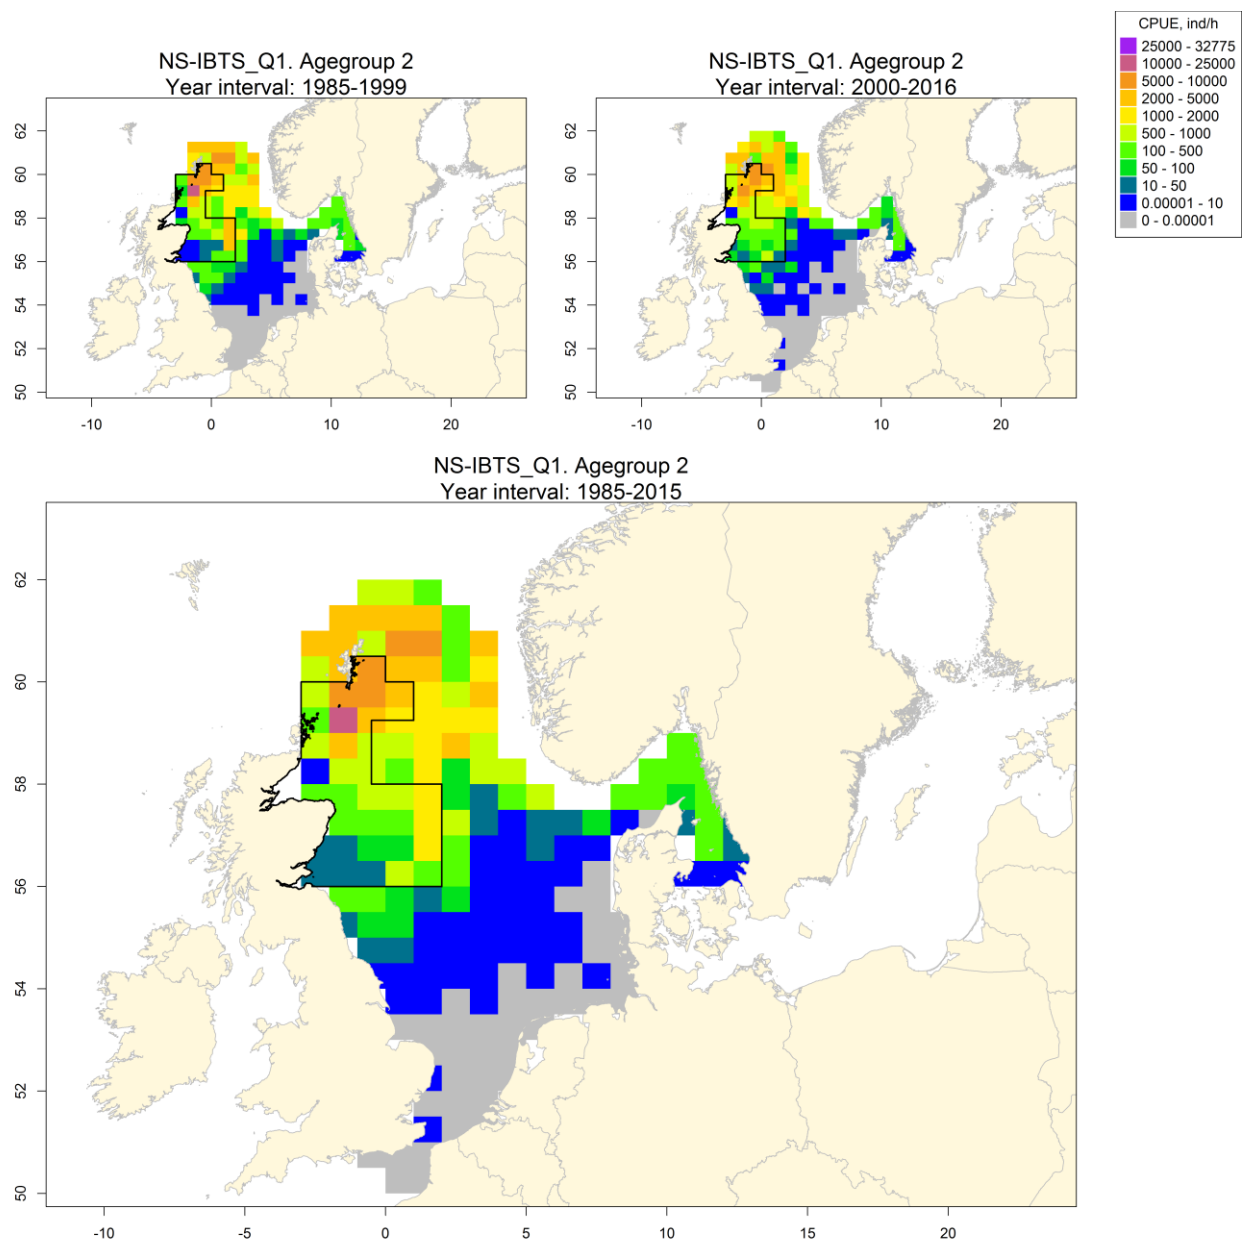 CPUE, ind/h
25000 - 32775
10000 - 25000
5000 - 10000
2000 - 5000
1000 - 2000
500 - 1000
100 - 500
50 - 100
10 - 50
0.00001 - 10
0 - 0.00001
NS-IBTS_Q1. Agegroup 2
Year interval: 1985-1999
62
60
58
56
54
52
50
-10
0
10
20
NS-IBTS_Q1. Agegroup 2
Year interval: 2000-2016
62
60
58
56
54
52
50
-10
0
10
20
NS-IBTS_Q1. Agegroup 2
Year interval: 1985-2015
62
60
58
56
54
52
50
-10
-5
0
5
10
15
20